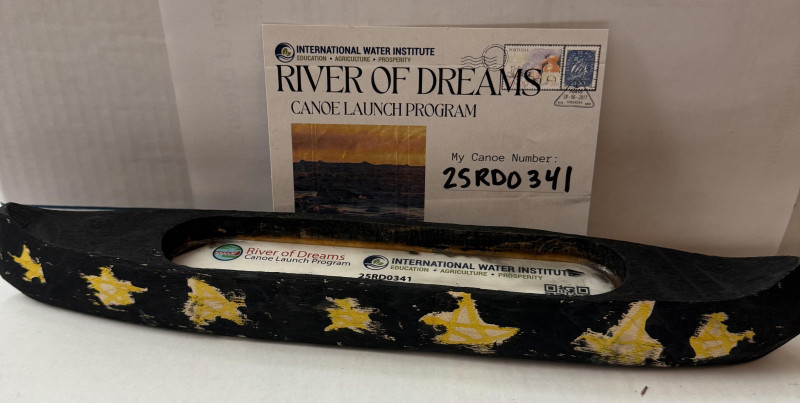 INTERNATIONAL WATER INSTITUTE
EDUCATION • AGRICULTURE • PROSPERITY
RIVER OF DREAMS
CANOE LAUNCH PROGRAM
PORTUGAL
My Canoe Number:
25RD0341
River of Dreams
Canoe Launch Program
INTERNATIONAL WATER INSTITUTE
EDUCATION • AGRICULTURE • PROSPERITY
25RD0341